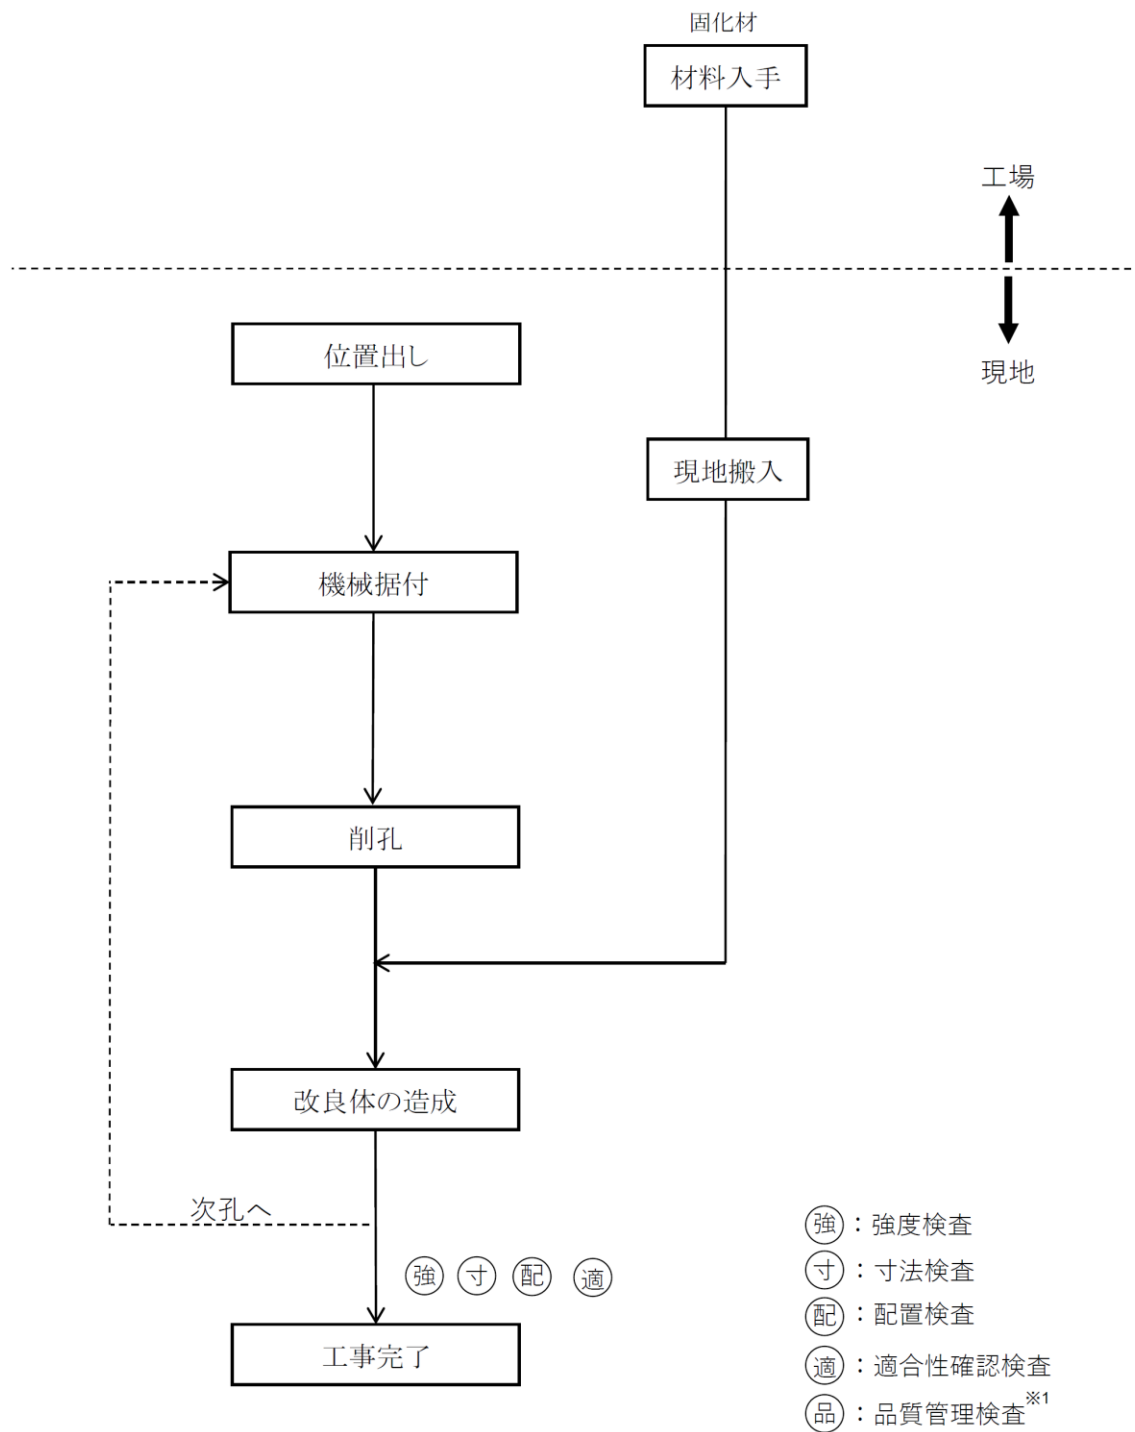 固化材
材料入手
工場
現地
位置出し
現地搬入
機械据付
削孔
改良体の造成
次孔へ
強 寸 配 適
工事完了
強：強度検査
寸：寸法検査
配：配置検査
適：適合性確認検査
品：品質管理検査※1